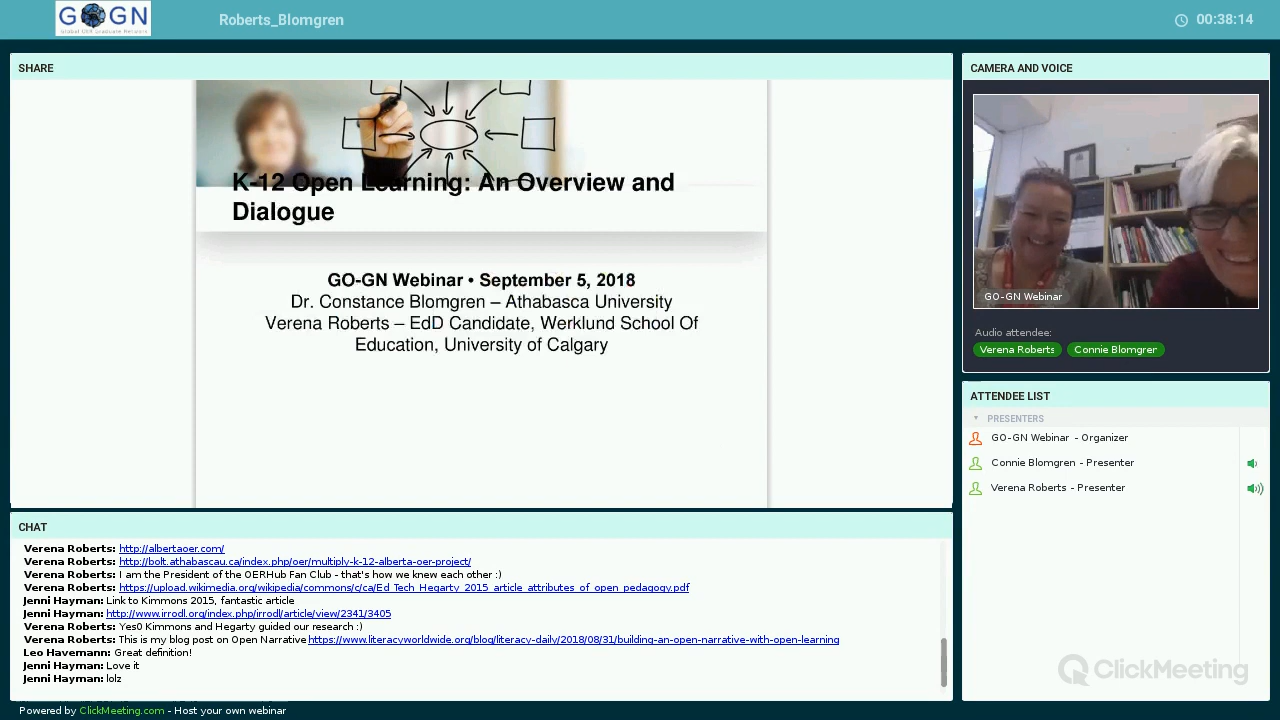 GOGN
Global OER Graduate Network
Roberts_Blomgren
00:38:14
SHARE
K-12 Open Learning: An Overview and
Dialogue
GO-GN Webinar • September 5, 2018
Dr. Constance Blomgren – Athabasca University
Verena Roberts – EdD Candidate, Werklund School Of
Education, University of Calgary
CAMERA AND VOICE
GO-GN Webinar
Audio attendee:
Verena Roberts
Connie Blomgren
ATTENDEE LIST
PRESENTERS
GO-GN Webinar - Organizer
Connie Blomgren - Presenter
Verena Roberts - Presenter
ClickMeeting
CHAT
Verena Roberts: http://albertaoer.com/
Verena Roberts: http://bolt.athabascau.ca/index.php/oer/multiply-k-12-alberta-oer-project/
Verena Roberts: I am the President of the OERHub Fan Club - that's how we knew each other :)
Verena Roberts: https://upload.wikimedia.org/wikipedia/commons/c/ca/Ed_Tech_Hegarty_2015_article_attributes_of_open_pedagogy.pdf
Jenni Hayman: Link to Kimmons 2015, fantastic article
Jenni Hayman: http://www.irrodl.org/index.php/irrodl/article/view/2341/3405
Verena Roberts: Yes0 Kimmons and Hegarty guided our research :)
Verena Roberts: This is my blog post on Open Narrative https://www.literacyworldwide.org/blog/literacy-daily/2018/08/31/building-an-open-narrative-with-open-learning
Leo Havemann: Great definition!
Jenni Hayman: Love it
Jenni Hayman: lolz
Powered by ClickMeeting.com - Host your own webinar